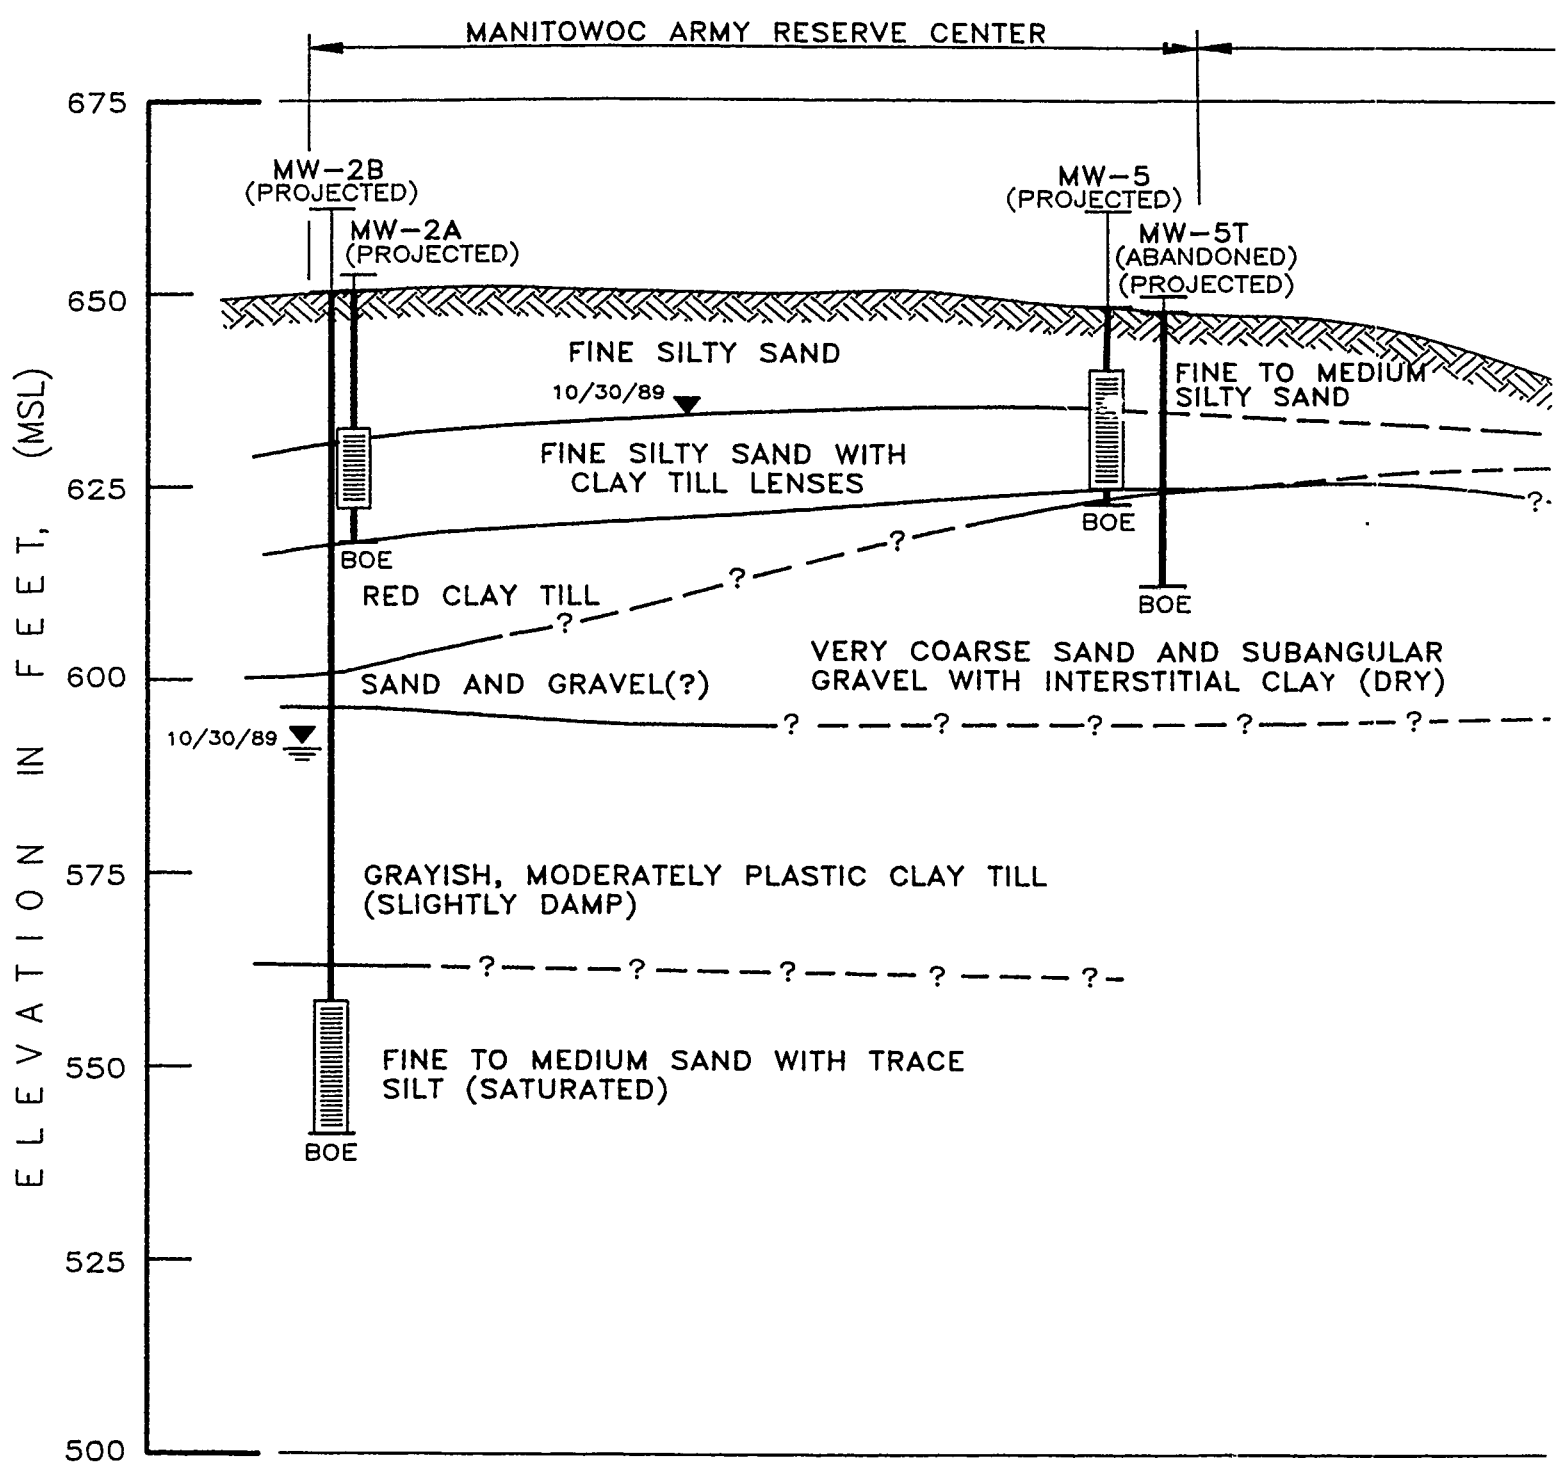 MANITOWOC ARMY RESERVE CENTER
675
MW-2B
(PROJECTED)
MW-2A
(PROJECTED)
MW-5
(PROJECTED)
MW-5T
(ABANDONED)
(PROJECTED)
650
FINE SILTY SAND
10/30/89
FINE TO MEDIUM
SILTY SAND
FINE SILTY SAND WITH
CLAY TILL LENSES
625
?
BOE
BOE
?
BOE
?
RED CLAY TILL
?
VERY COARSE SAND AND SUBANGULAR
GRAVEL WITH INTERSTITIAL CLAY (DRY)
600
SAND AND GRAVEL(?)
? ? ? ? ?
10/30/89
575
GRAYISH, MODERATELY PLASTIC CLAY TILL
(SLIGHTLY DAMP)
? ? ? ? ?
550
FINE TO MEDIUM SAND WITH TRACE
SILT (SATURATED)
BOE
525
500
ELEVATION IN FEET, (MSL)